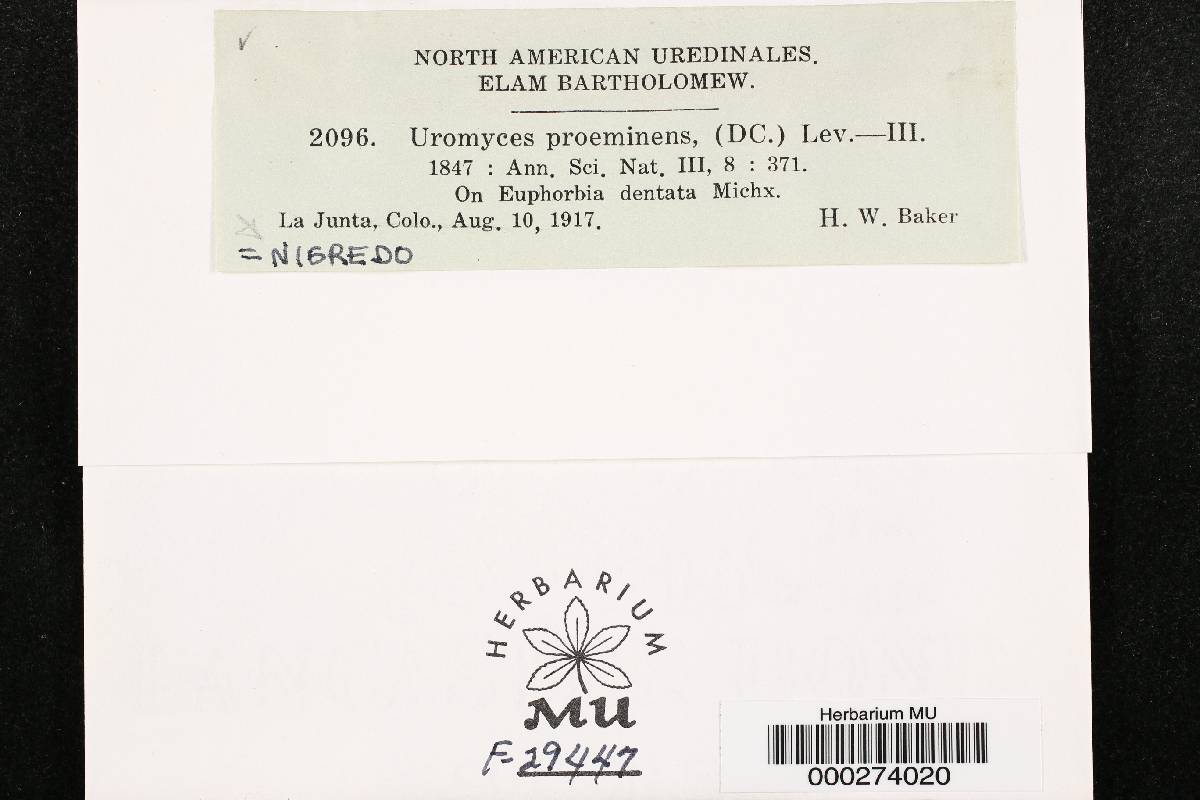 NORTH AMERICAN UREDINALES.
ELAM BARTHOLOMEW.
2096. Uromyces proeminens, (DC.) Lev.—III.
1847 : Ann. Sci. Nat. III, 8 : 371.
On Euphorbia dentata Michx.
La Junta, Colo., Aug. 10, 1917. H. W. Baker
= NIGREDO
HERBARIUM
MU
F-29447
Herbarium MU
000274020